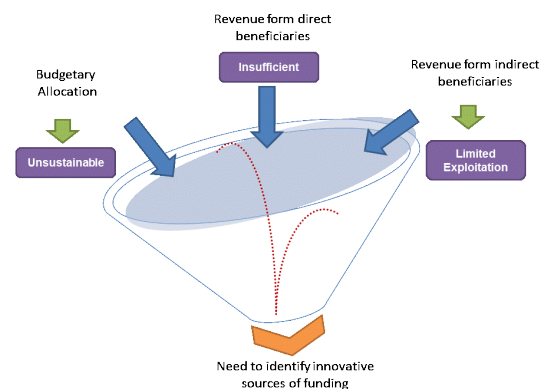 Revenue form direct
beneficiaries
Insufficient
Budgetary
Allocation
Unsustainable
Revenue form indirect
beneficiaries
Limited
Exploitation
Need to identify innovative
sources of funding